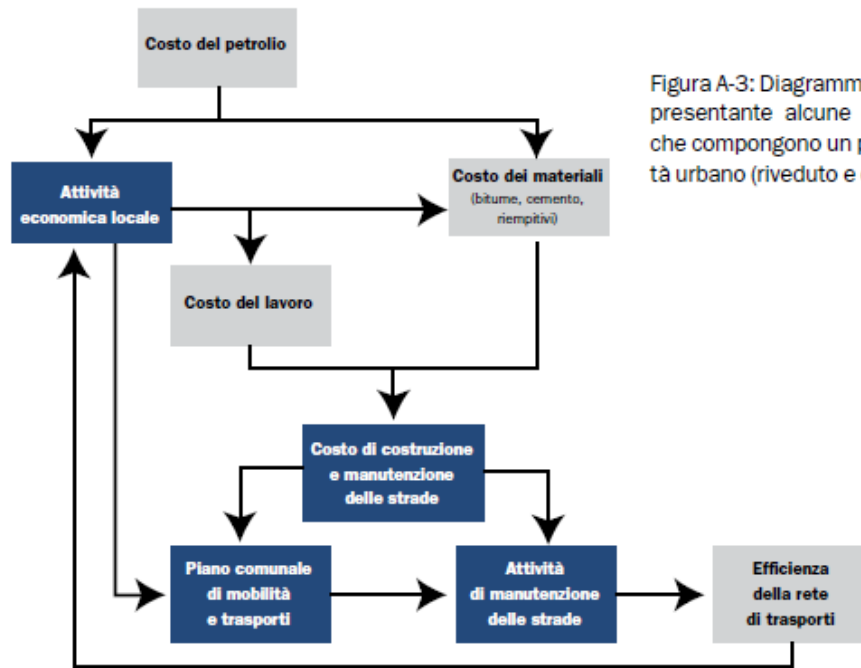 Costo del petrolio
Figura A-3: Diagramm
presentante alcune
che compongono un p
tà urbano (riveduto e
Attività
economica locale
Costo dei materiali
(bitume, cemento,
riempitivi)
Costo del lavoro
Costo di costruzione
e manutenzione
delle strade
Piano comunale
di mobilità
e trasporti
Attività
di manutenzione
delle strade
Efficienza
della rete
di trasporti